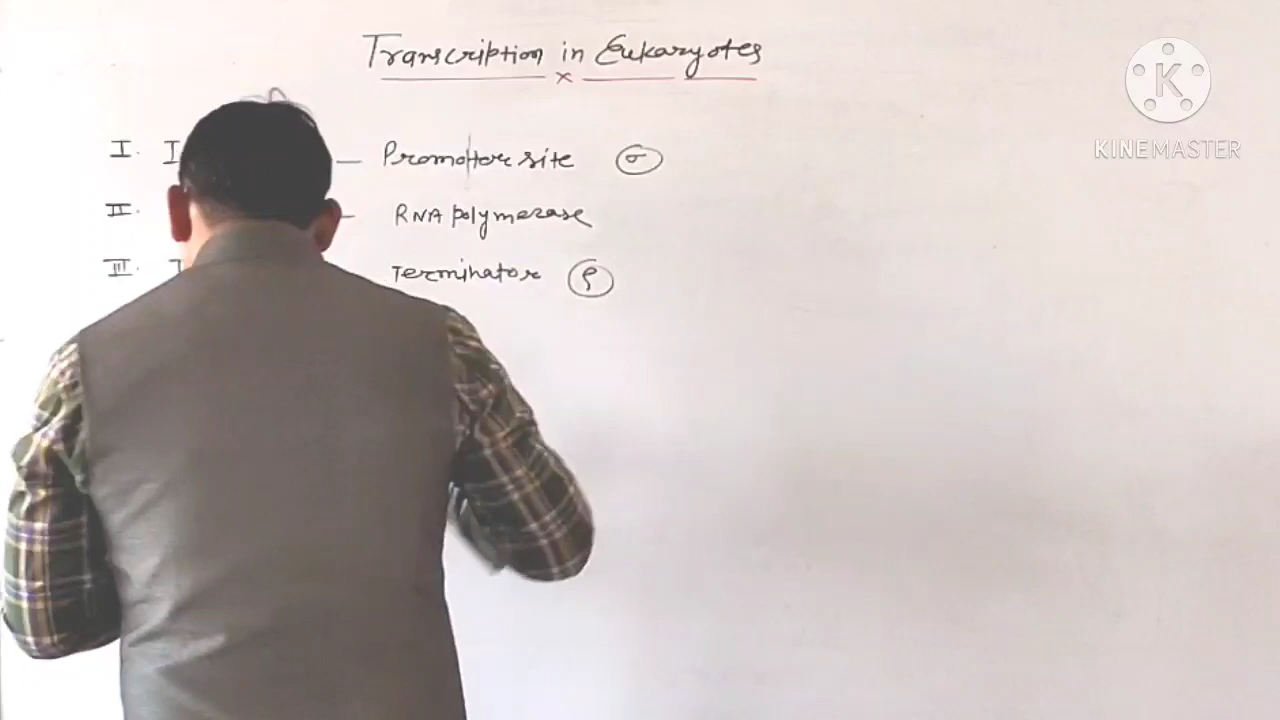 Transcription in Eukaryotes
x
I. I — Promotor site σ
II. — RNA polymerase
III. Terminator ρ
K
KINEMASTER